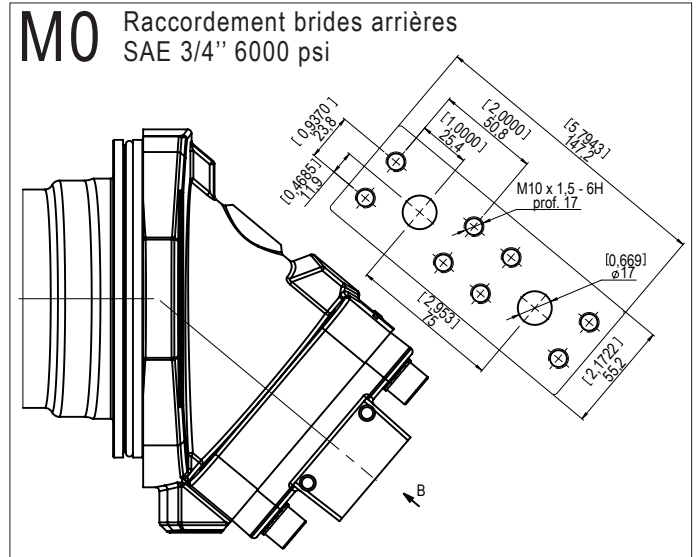 M0
Raccordement brides arrières
SAE 3/4'' 6000 psi
[ 0,9370]
23,8
[0,4685]
11,9
[1,0000]
25,4
[2,0000]
50,8
[5,7943]
147,2
M10 x 1,5 - 6H
prof. 17
[0,669]
ø17
[2,953]
75
[2,1722]
55,2
B